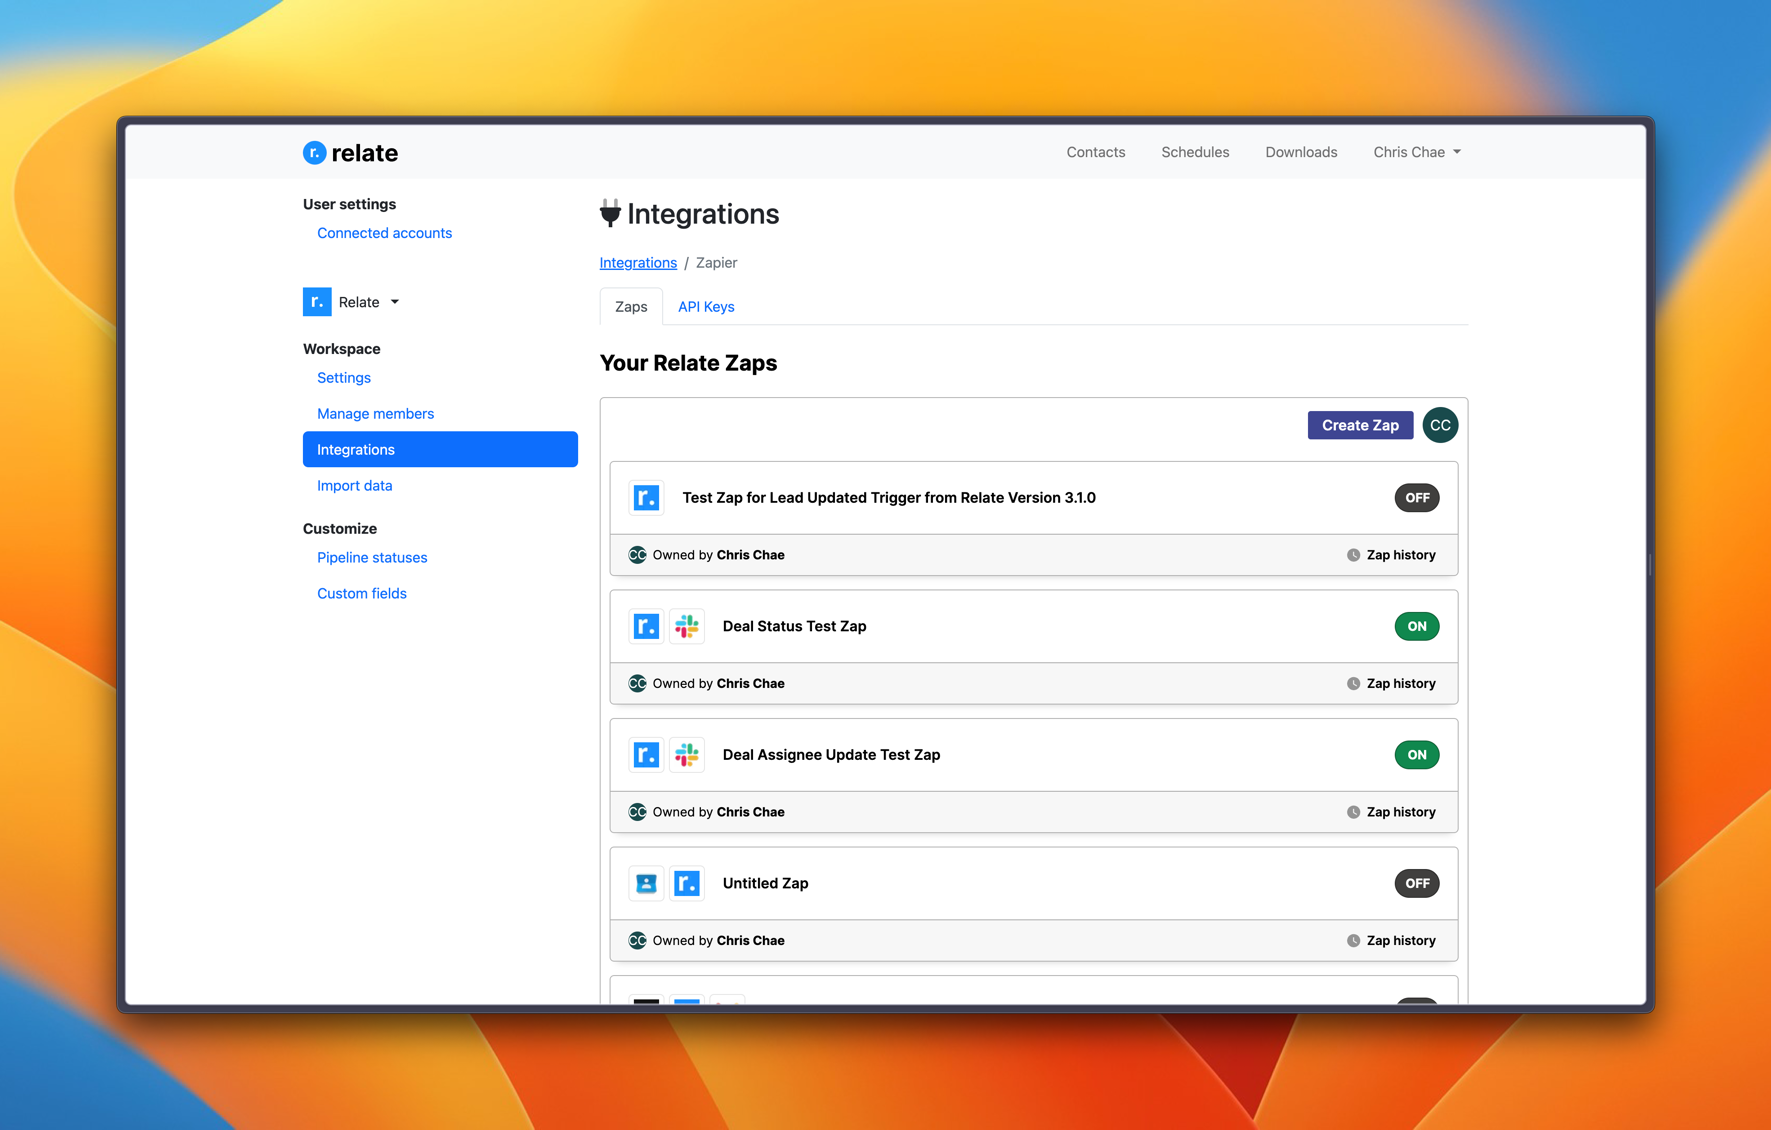 r. relate
Contacts Schedules Downloads Chris Chae
User settings
Connected accounts
r. Relate
Workspace
Settings
Manage members
Integrations
Import data
Customize
Pipeline statuses
Custom fields
Integrations
Integrations / Zapier
Zaps API Keys
Your Relate Zaps
Create Zap CC
r. Test Zap for Lead Updated Trigger from Relate Version 3.1.0 OFF
CC Owned by Chris Chae Zap history
r. Deal Status Test Zap ON
CC Owned by Chris Chae Zap history
r. Deal Assignee Update Test Zap ON
CC Owned by Chris Chae Zap history
r. Untitled Zap OFF
CC Owned by Chris Chae Zap history